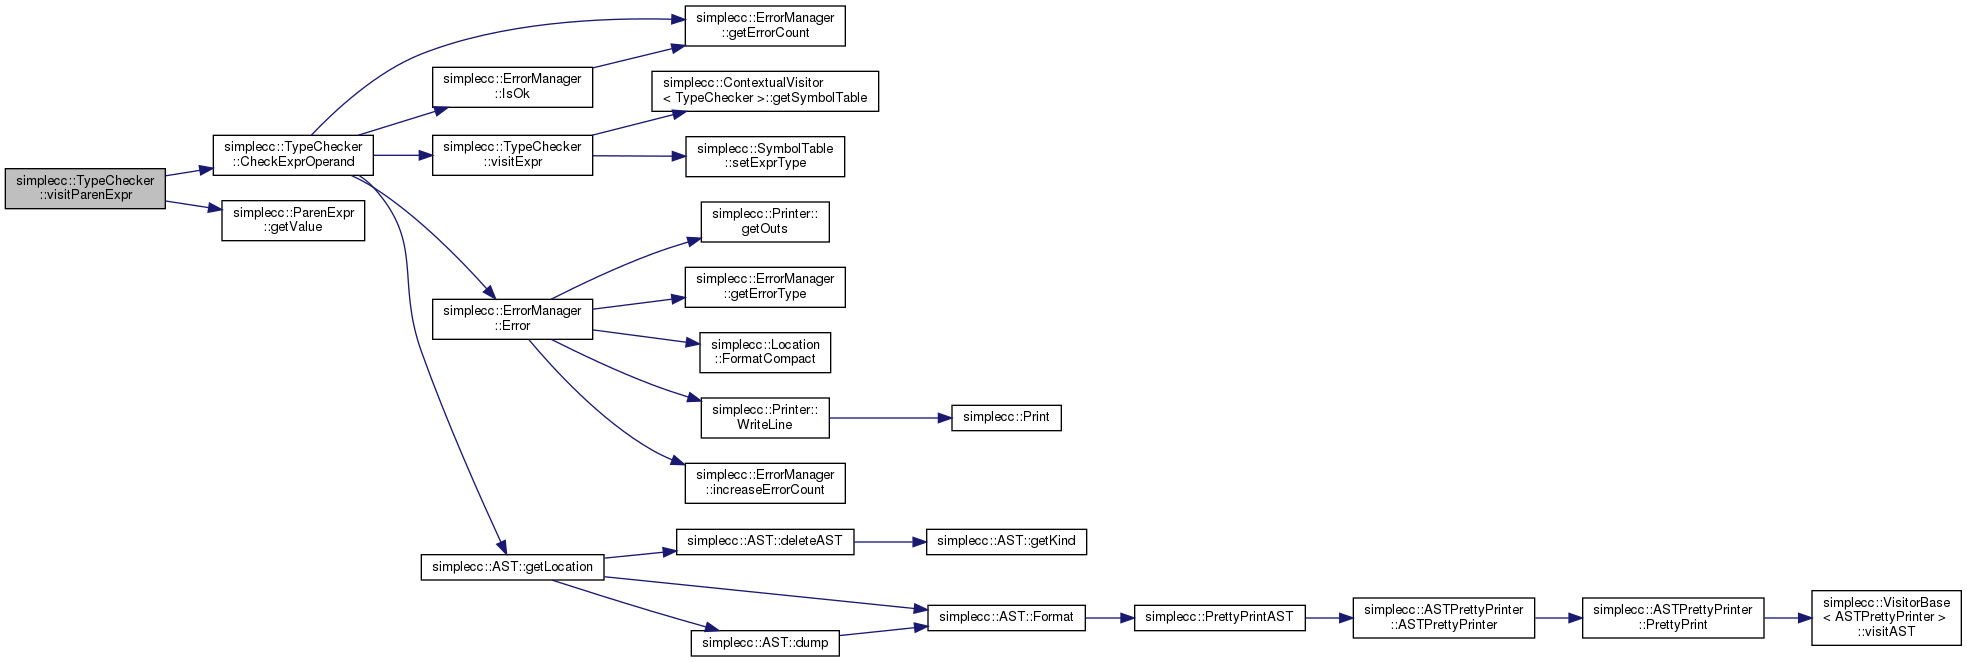 simplecc::TypeChecker
::visitParenExpr
simplecc::TypeChecker
::CheckExprOperand
simplecc::ParenExpr
::getValue
simplecc::ErrorManager
::getErrorCount
simplecc::ErrorManager
::IsOk
simplecc::ContextualVisitor
< TypeChecker >::getSymbolTable
simplecc::TypeChecker
::visitExpr
simplecc::SymbolTable
::setExprType
simplecc::Printer::
getOuts
simplecc::ErrorManager
::getErrorType
simplecc::ErrorManager
::Error
simplecc::Location
::FormatCompact
simplecc::Printer::
WriteLine
simplecc::Print
simplecc::ErrorManager
::increaseErrorCount
simplecc::AST::getLocation
simplecc::AST::deleteAST
simplecc::AST::getKind
simplecc::AST::dump
simplecc::AST::Format
simplecc::PrettyPrintAST
simplecc::ASTPrettyPrinter
::ASTPrettyPrinter
simplecc::ASTPrettyPrinter
::PrettyPrint
simplecc::VisitorBase
< ASTPrettyPrinter >
::visitAST